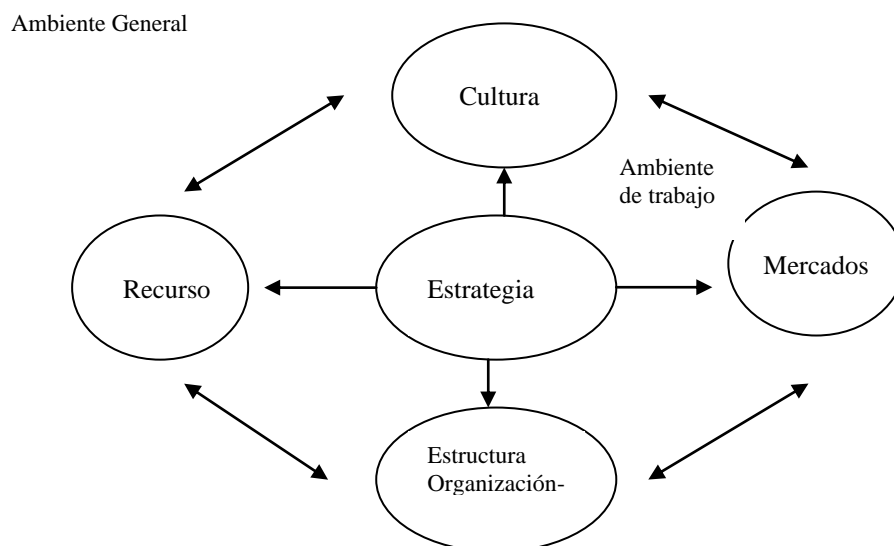 Ambiente General
Cultura
Ambiente
de trabajo
Recurso
Estrategia
Mercados
Estructura
Organización-